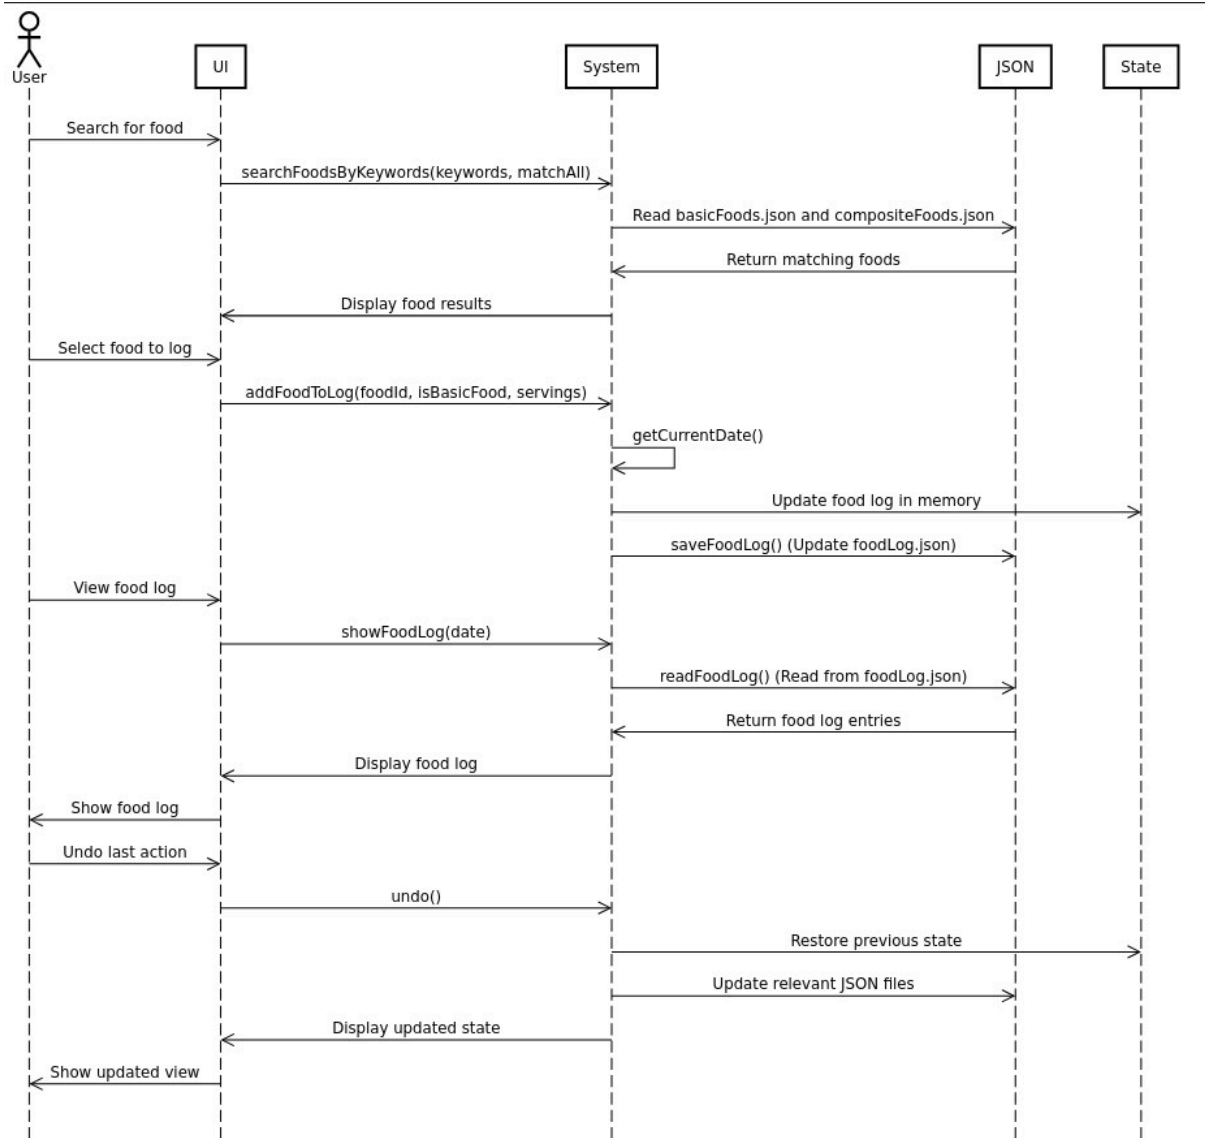 User
UI
System
JSON
State
Search for food
searchFoodsByKeywords(keywords, matchAll)
Read basicFoods.json and compositeFoods.json
Return matching foods
Display food results
Select food to log
addFoodToLog(foodId, isBasicFood, servings)
getCurrentDate()
Update food log in memory
saveFoodLog() (Update foodLog.json)
View food log
showFoodLog(date)
readFoodLog() (Read from foodLog.json)
Return food log entries
Display food log
Show food log
Undo last action
undo()
Restore previous state
Update relevant JSON files
Display updated state
Show updated view